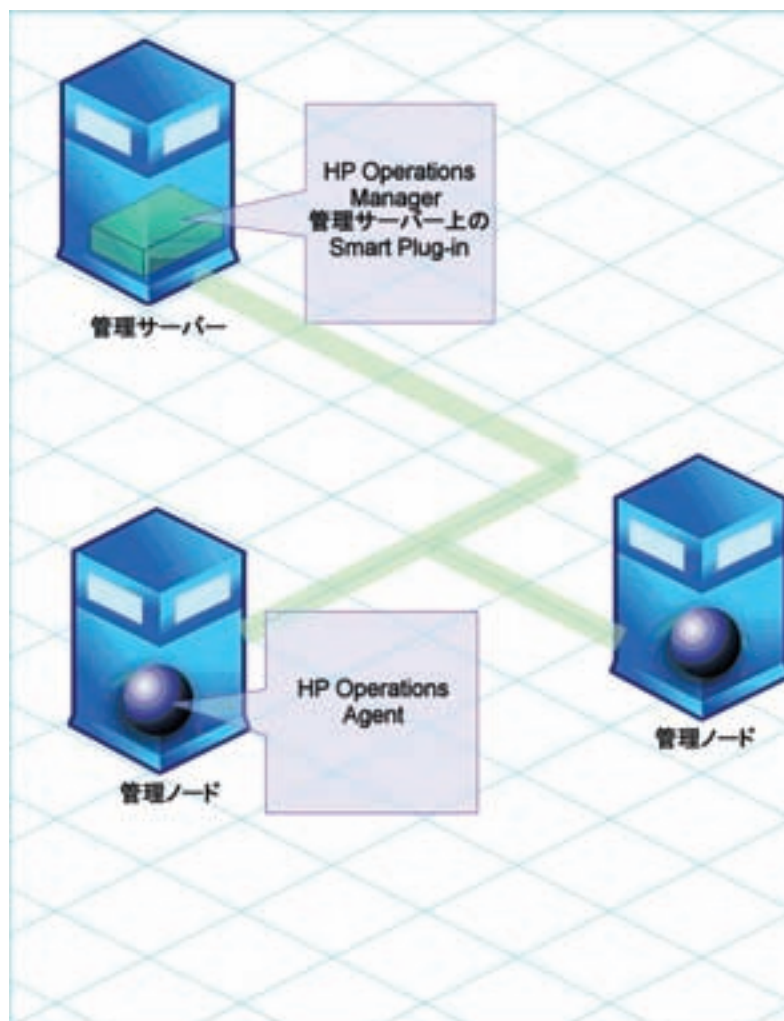 HP Operations
Manager
管理サーバー上の
Smart Plug-in
管理サーバー
HP Operations
Agent
管理ノード
管理ノード